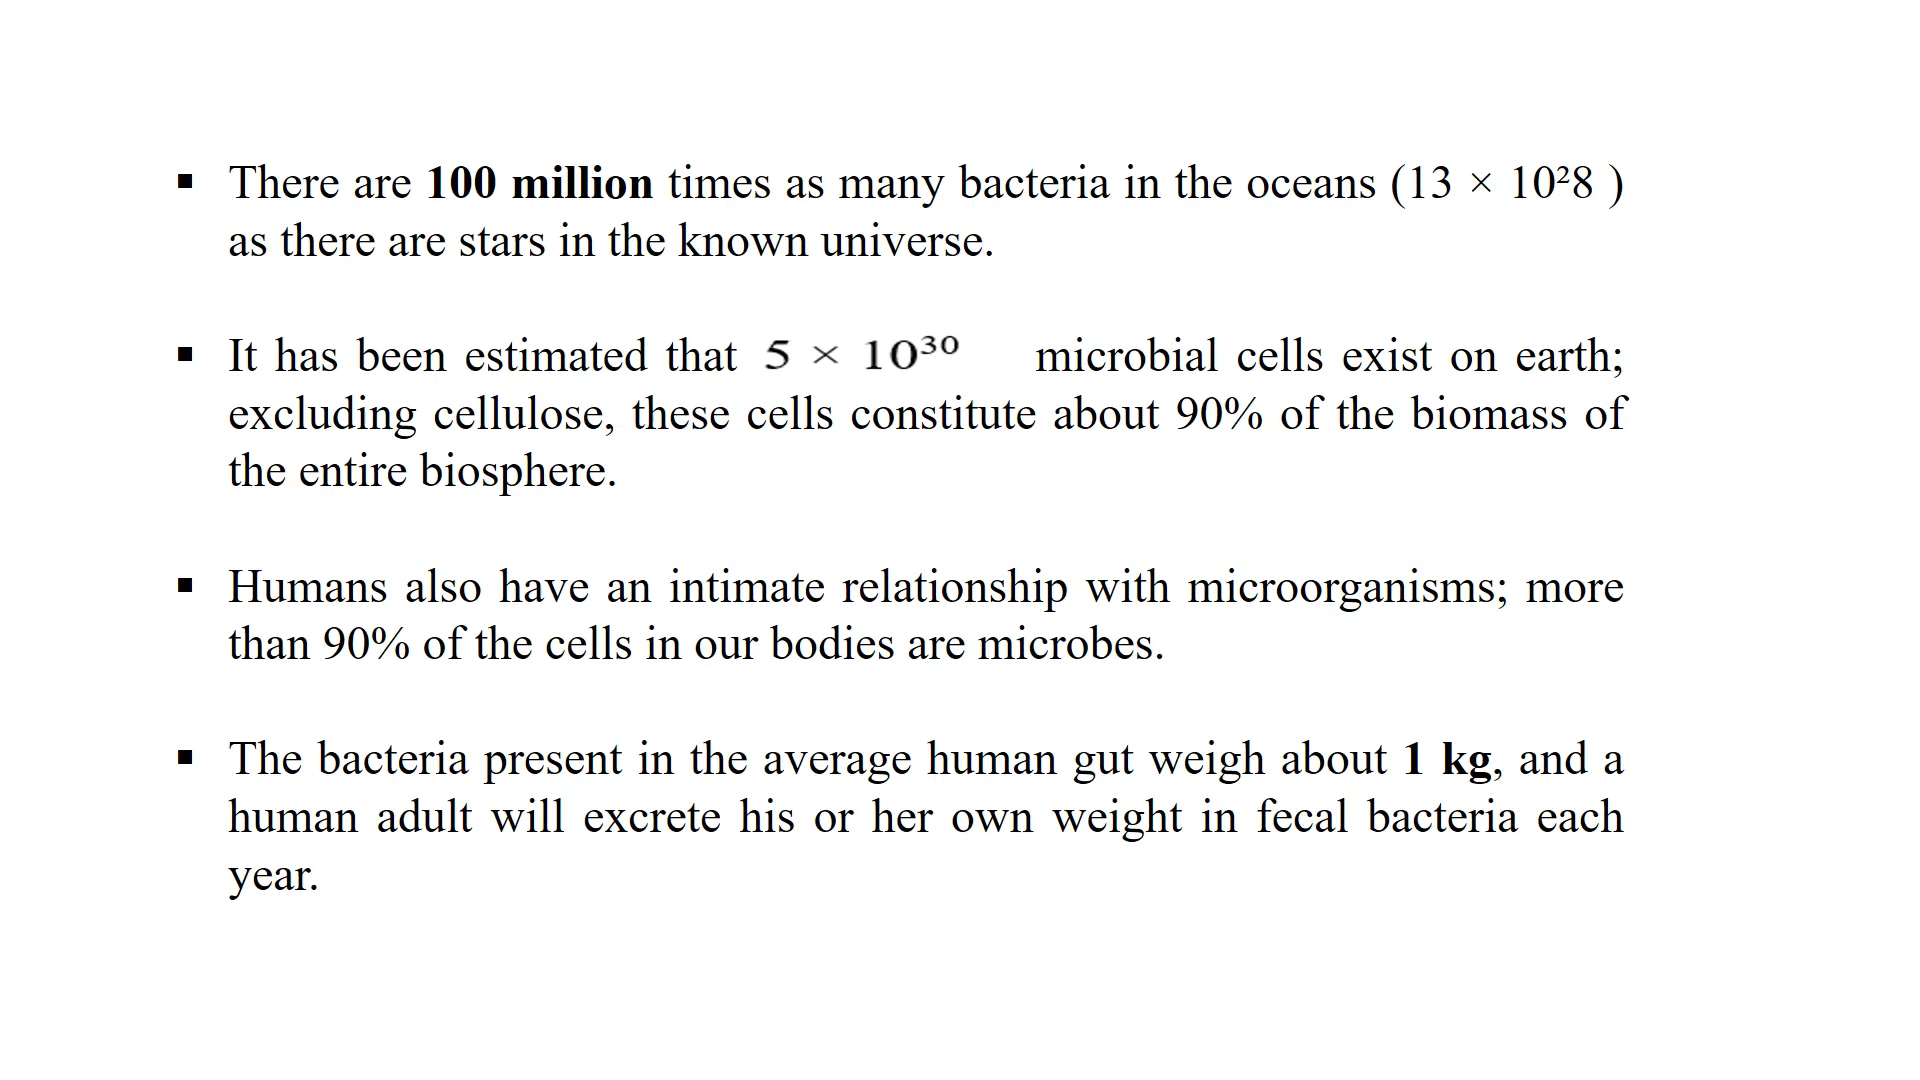 ▪ There are 100 million times as many bacteria in the oceans (13 × 10²8 )
as there are stars in the known universe.
▪ It has been estimated that 5 × 10³⁰ microbial cells exist on earth;
excluding cellulose, these cells constitute about 90% of the biomass of
the entire biosphere.
▪ Humans also have an intimate relationship with microorganisms; more
than 90% of the cells in our bodies are microbes.
▪ The bacteria present in the average human gut weigh about 1 kg, and a
human adult will excrete his or her own weight in fecal bacteria each
year.